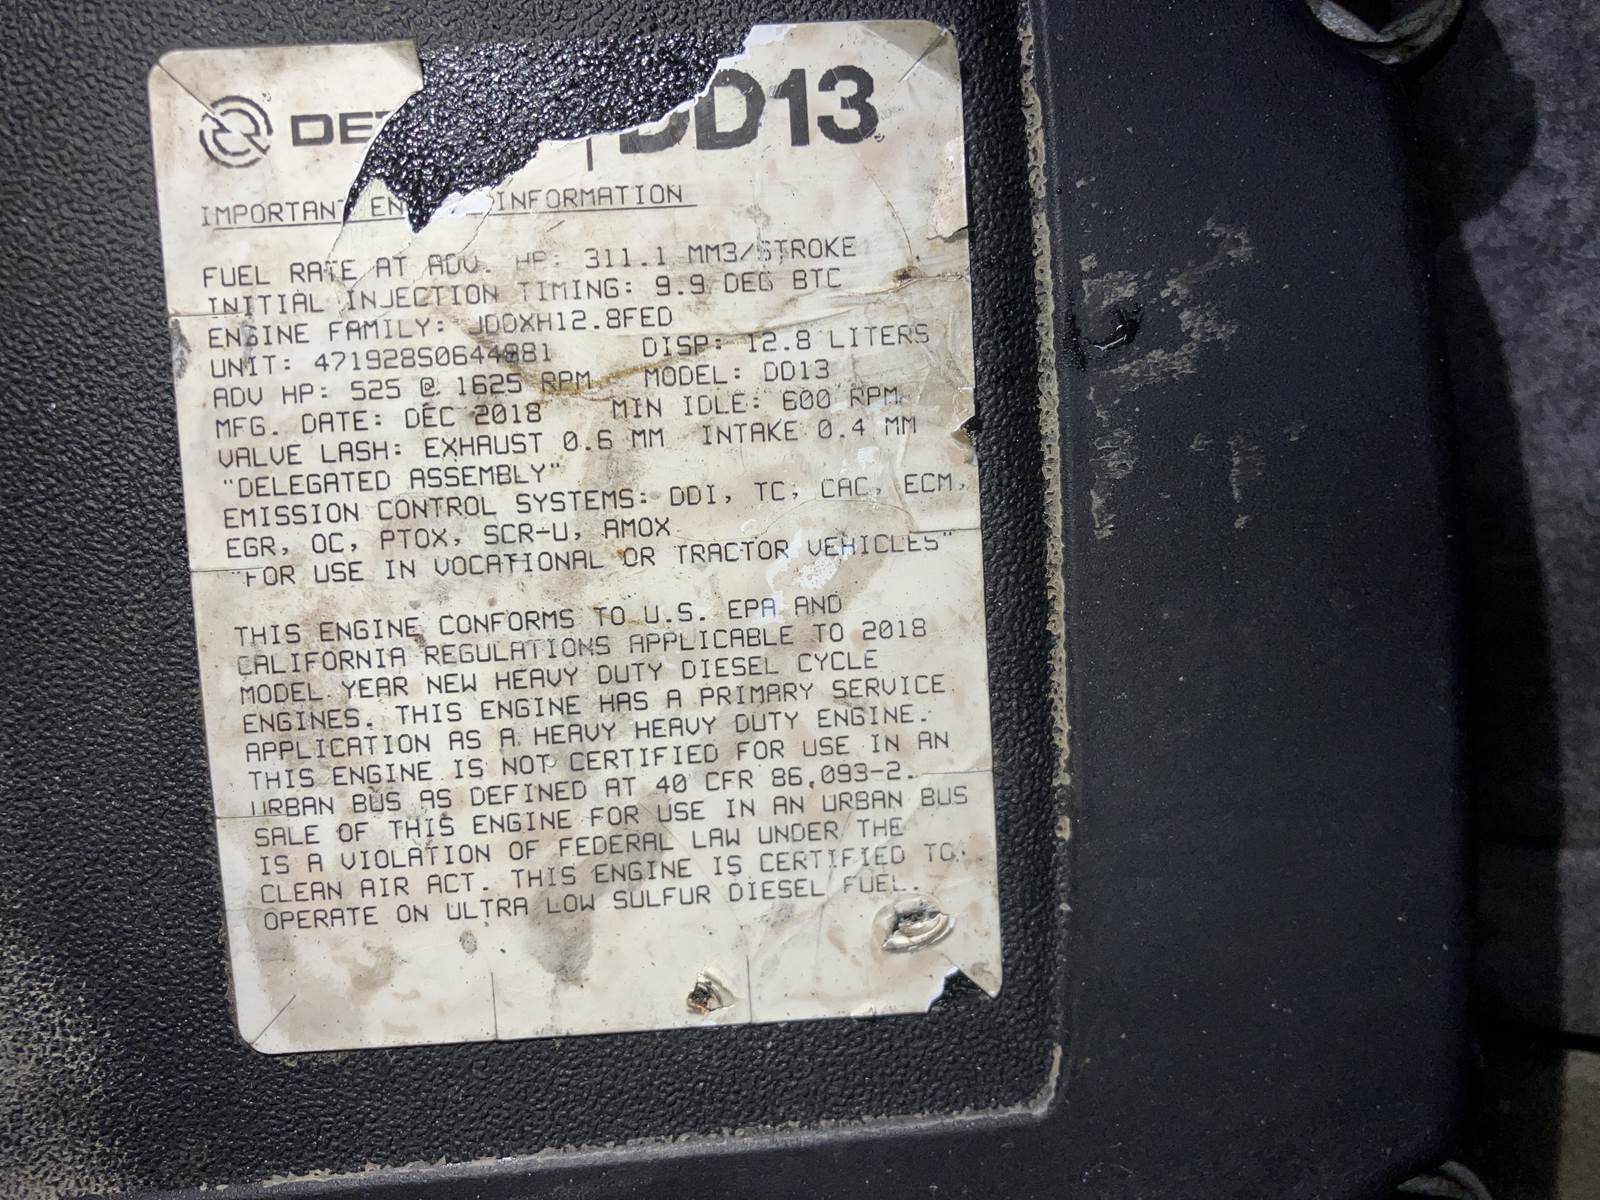 DD13
IMPORTANT INFORMATION
FUEL RATE AT ADV. HP: 311.1 MM3/STROKE
INITIAL INJECTION TIMING: 9.9 DEG BTC
ENGINE FAMILY: JDDXH12.8FED
UNIT: DISP: 12.8 LITERS
ADV HP: 525 @ 1625 RPM MODEL: DD13
MFG. DATE: DEC 2018 MIN IDLE: 600 RPM
VALVE LASH: EXHAUST 0.6 MM INTAKE 0.4 MM
"DELEGATED ASSEMBLY"
EMISSION CONTROL SYSTEMS: DDI, TC, CAC, ECM,
EGR, OC, PTOX, SCR-U, AMOX
"FOR USE IN VOCATIONAL OR TRACTOR VEHICLES"
THIS ENGINE CONFORMS TO U.S. EPA AND
CALIFORNIA REGULATIONS APPLICABLE TO 2018
MODEL YEAR NEW HEAVY DUTY DIESEL CYCLE
ENGINES. THIS ENGINE HAS A PRIMARY SERVICE
APPLICATION AS A HEAVY HEAVY DUTY ENGINE.
THIS ENGINE IS NOT CERTIFIED FOR USE IN AN
URBAN BUS AS DEFINED AT 40 CFR 86.093-2.
SALE OF THIS ENGINE FOR USE IN AN URBAN BUS
IS A VIOLATION OF FEDERAL LAW UNDER THE
CLEAN AIR ACT. THIS ENGINE IS CERTIFIED TO
OPERATE ON ULTRA LOW SULFUR DIESEL FUEL.